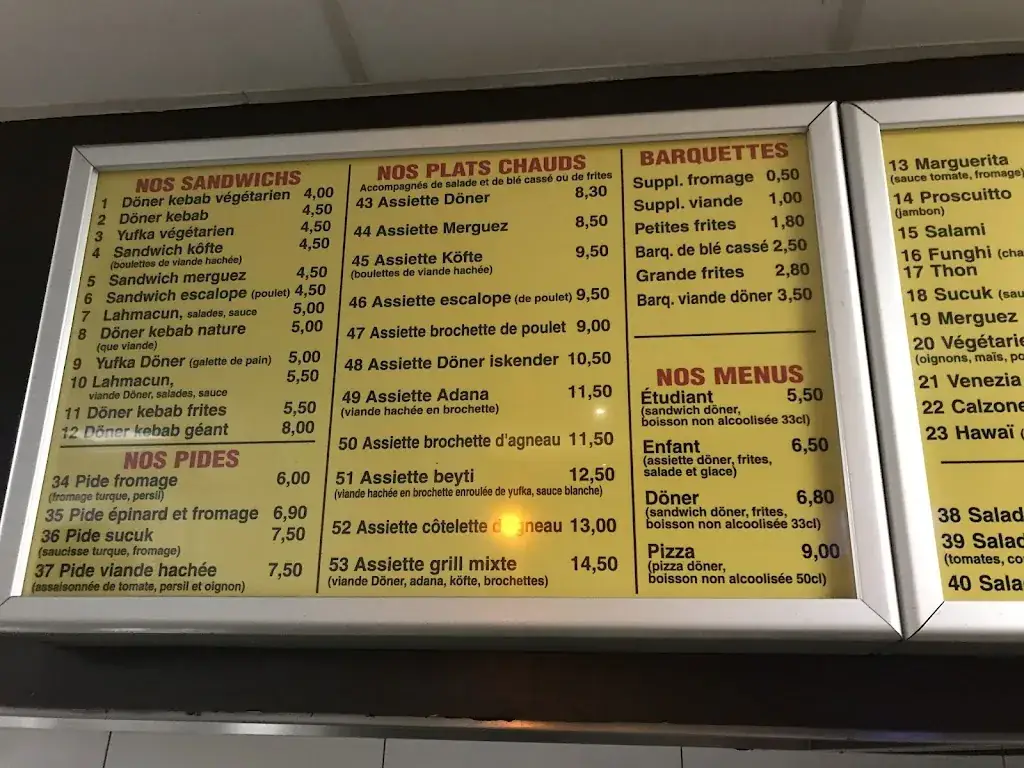 NOS SANDWICHS
1 Döner kebab végétarien 4,00
2 Döner kebab 4,50
3 Yufka végétarien 4,50
4 Sandwich köfte 4,50
(boulettes de viande hachée)
5 Sandwich merguez 4,50
6 Sandwich escalope (poulet) 4,50
7 Lahmacun, salades, sauce 5,00
8 Döner kebab nature 5,00
(que viande)
9 Yufka Döner (galette de pain) 5,00
10 Lahmacun, 5,50
viande Döner, salades, sauce
11 Döner kebab frites 5,50
12 Döner kebab géant 8,00
NOS PIDES
34 Pide fromage 6,00
(fromage turque, persil)
35 Pide épinard et fromage 6,90
36 Pide sucuk 7,50
(saucisse turque, fromage)
37 Pide viande hachée 7,50
(assaisonnée de tomate, persil et oignon)
NOS PLATS CHAUDS
Accompagnés de salade et de blé cassé ou de frites
43 Assiette Döner 8,30
44 Assiette Merguez 8,50
45 Assiette Köfte 9,50
(boulettes de viande hachée)
46 Assiette escalope (de poulet) 9,50
47 Assiette brochette de poulet 9,00
48 Assiette Döner iskender 10,50
49 Assiette Adana 11,50
(viande hachée en brochette)
50 Assiette brochette d'agneau 11,50
51 Assiette beyti 12,50
(viande hachée en brochette enroulée de yufka, sauce blanche)
52 Assiette côtelette d'agneau 13,00
53 Assiette grill mixte 14,50
(viande Döner, adana, köfte, brochettes)
BARQUETTES
Suppl. fromage 0,50
Suppl. viande 1,00
Petites frites 1,80
Barq. de blé cassé 2,50
Grande frites 2,80
Barq. viande döner 3,50
NOS MENUS
Étudiant 5,50
(sandwich döner,
boisson non alcoolisée 33cl)
Enfant 6,50
(assiette döner, frites,
salade et glace)
Döner 6,80
(sandwich döner, frites,
boisson non alcoolisée 33cl)
Pizza 9,00
(pizza döner,
boisson non alcoolisée 50cl)
13 Marguerita
(sauce tomate, fromage)
14 Proscuitto
(jambon)
15 Salami
16 Funghi (cha
17 Thon
18 Sucuk (sau
19 Merguez
20 Végétarie
(oignons, maïs, po
21 Venezia
22 Calzone
23 Hawaï (
38 Salad
39 Salad
(tomates, co
40 Sala